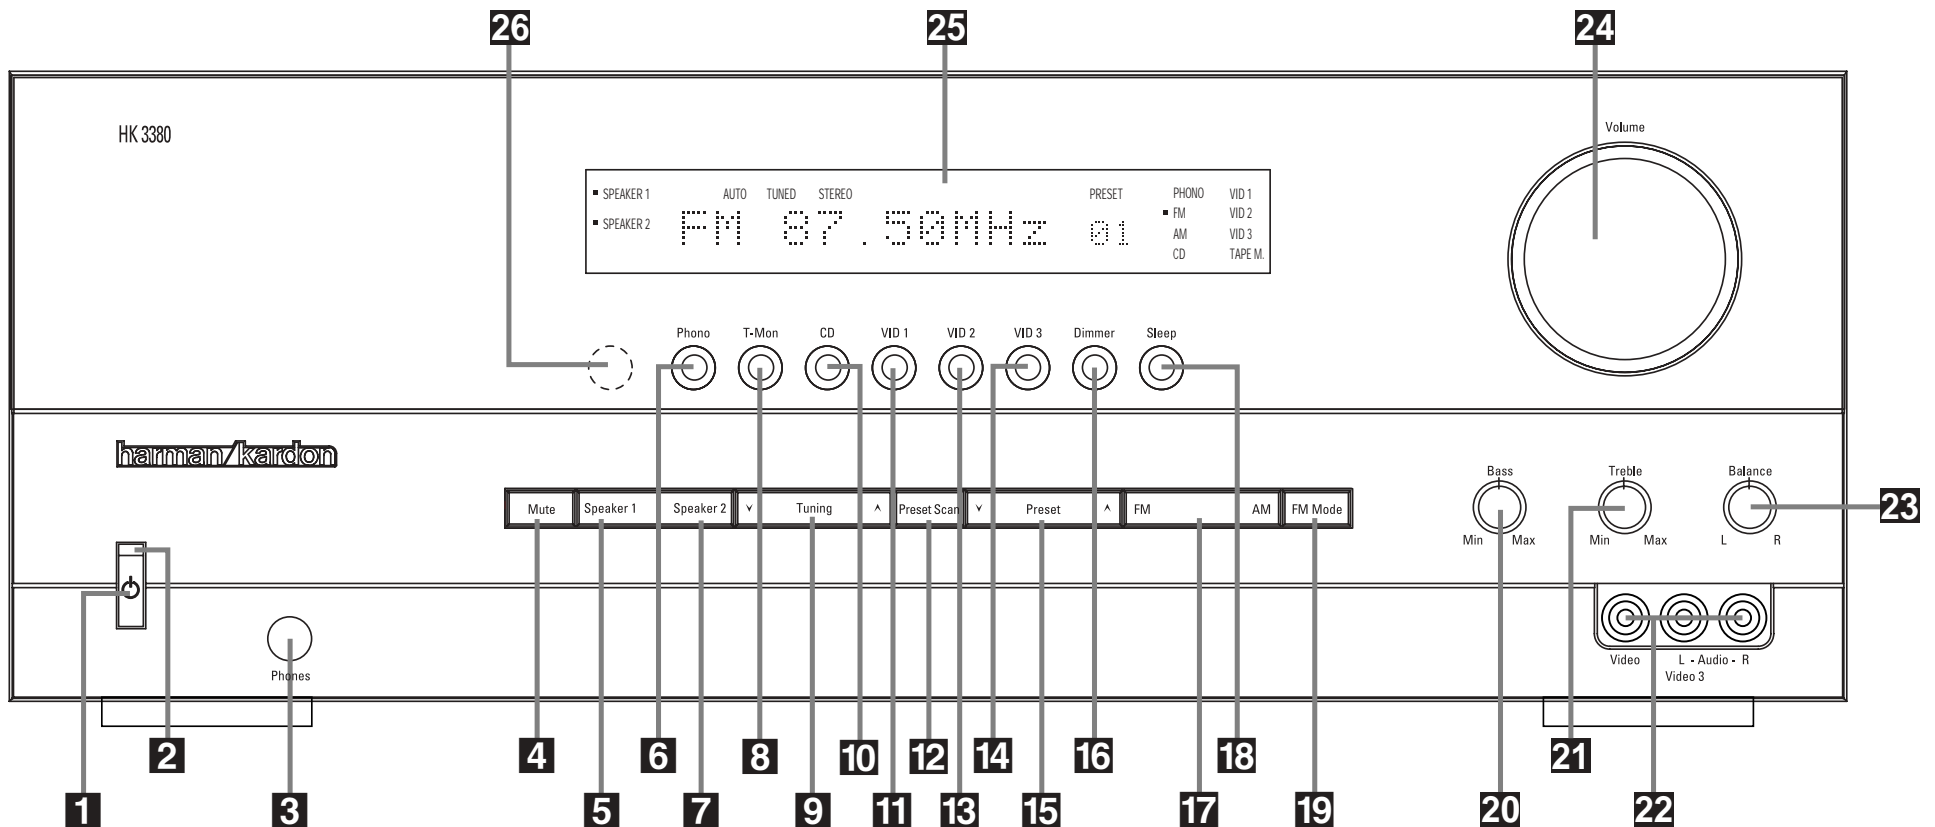 26 25 24
HK 3380
Volume
SPEAKER 1 AUTO TUNED STEREO PRESET PHONO VID 1
FM VID 2
SPEAKER 2 FM 87.50MHz 01
AM VID 3
CD TAPE M.
Phono T-Mon CD VID 1 VID 2 VID 3 Dimmer Sleep
harman/kardon
Bass Treble Balance
Mute Speaker 1 Speaker 2 ˅ Tuning ˄ Preset Scan ˅ Preset ˄ FM AM FM Mode
23
Min Max Min Max L R
Phones
Video L - Audio - R
Video 3
2 4 6 8 10 12 14 16 18 21
1 3 5 7 9 11 13 15 17 19 20 22